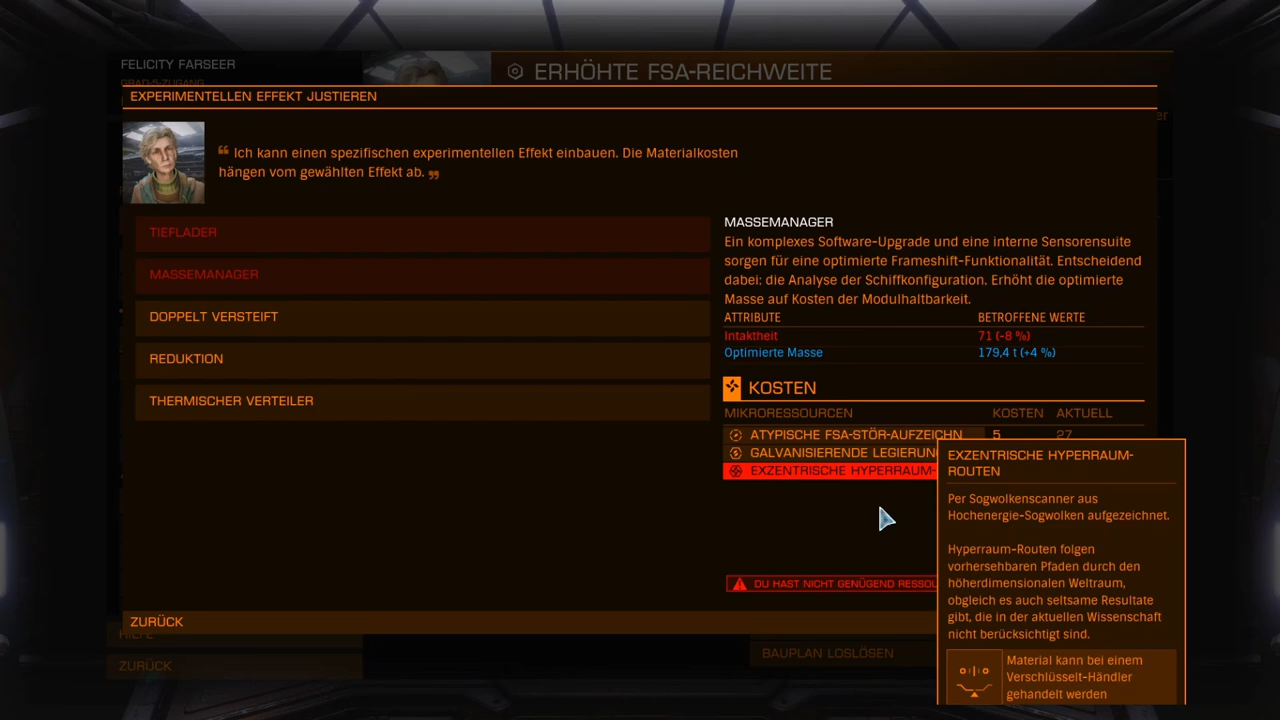 FELICITY FARSEER
GRAD-5-ZUGANG
ERHÖHTE FSA-REICHWEITE
EXPERIMENTELLEN EFFEKT JUSTIEREN
er
“ Ich kann einen spezifischen experimentellen Effekt einbauen. Die Materialkosten
hängen vom gewählten Effekt ab. ”
TIEFLADER
MASSEMANAGER
DOPPELT VERSTEIFT
REDUKTION
THERMISCHER VERTEILER
MASSEMANAGER
Ein komplexes Software-Upgrade und eine interne Sensorensuite
sorgen für eine optimierte Frameshift-Funktionalität. Entscheidend
dabei: die Analyse der Schiffkonfiguration. Erhöht die optimierte
Masse auf Kosten der Modulhaltbarkeit.
ATTRIBUTE BETROFFENE WERTE
Intaktheit 71 (-8 %)
Optimierte Masse 179,4 t (+4 %)
KOSTEN
MIKRORESSOURCEN KOSTEN AKTUELL
ATYPISCHE FSA-STÖR-AUFZEICHN 5 27
GALVANISIERENDE LEGIERUN
EXZENTRISCHE HYPERRAUM-
EXZENTRISCHE HYPERRAUM-
ROUTEN
Per Sogwolkenscanner aus
Hochenergie-Sogwolken aufgezeichnet.
Hyperraum-Routen folgen
vorhersehbaren Pfaden durch den
höherdimensionalen Weltraum,
obgleich es auch seltsame Resultate
gibt, die in der aktuellen Wissenschaft
nicht berücksichtigt sind.
Material kann bei einem
Verschlüsselt-Händler
gehandelt werden
DU HAST NICHT GENÜGEND RESSOU
ZURÜCK
HILFE
BAUPLAN LOSLÖSEN
ZURÜCK